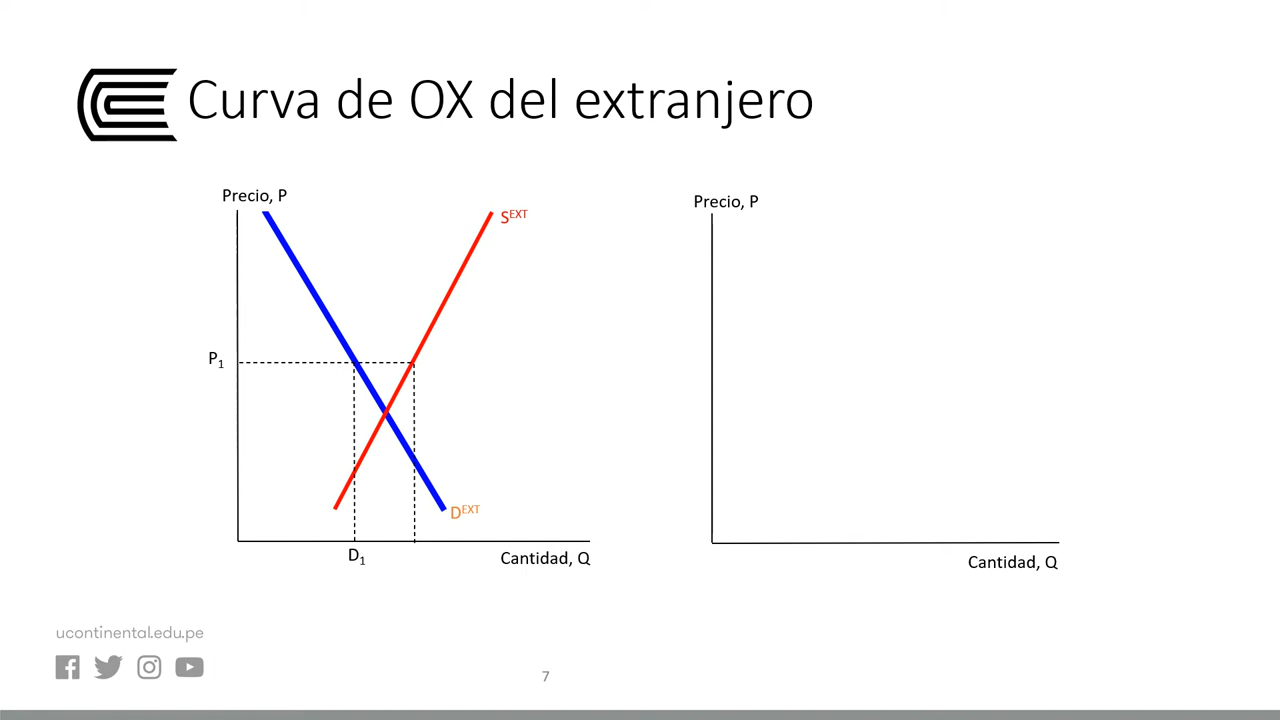 Curva de OX del extranjero
Precio, P
S^EXT
P₁
D^EXT
D₁
Cantidad, Q
Precio, P
Cantidad, Q
ucontinental.edu.pe
7